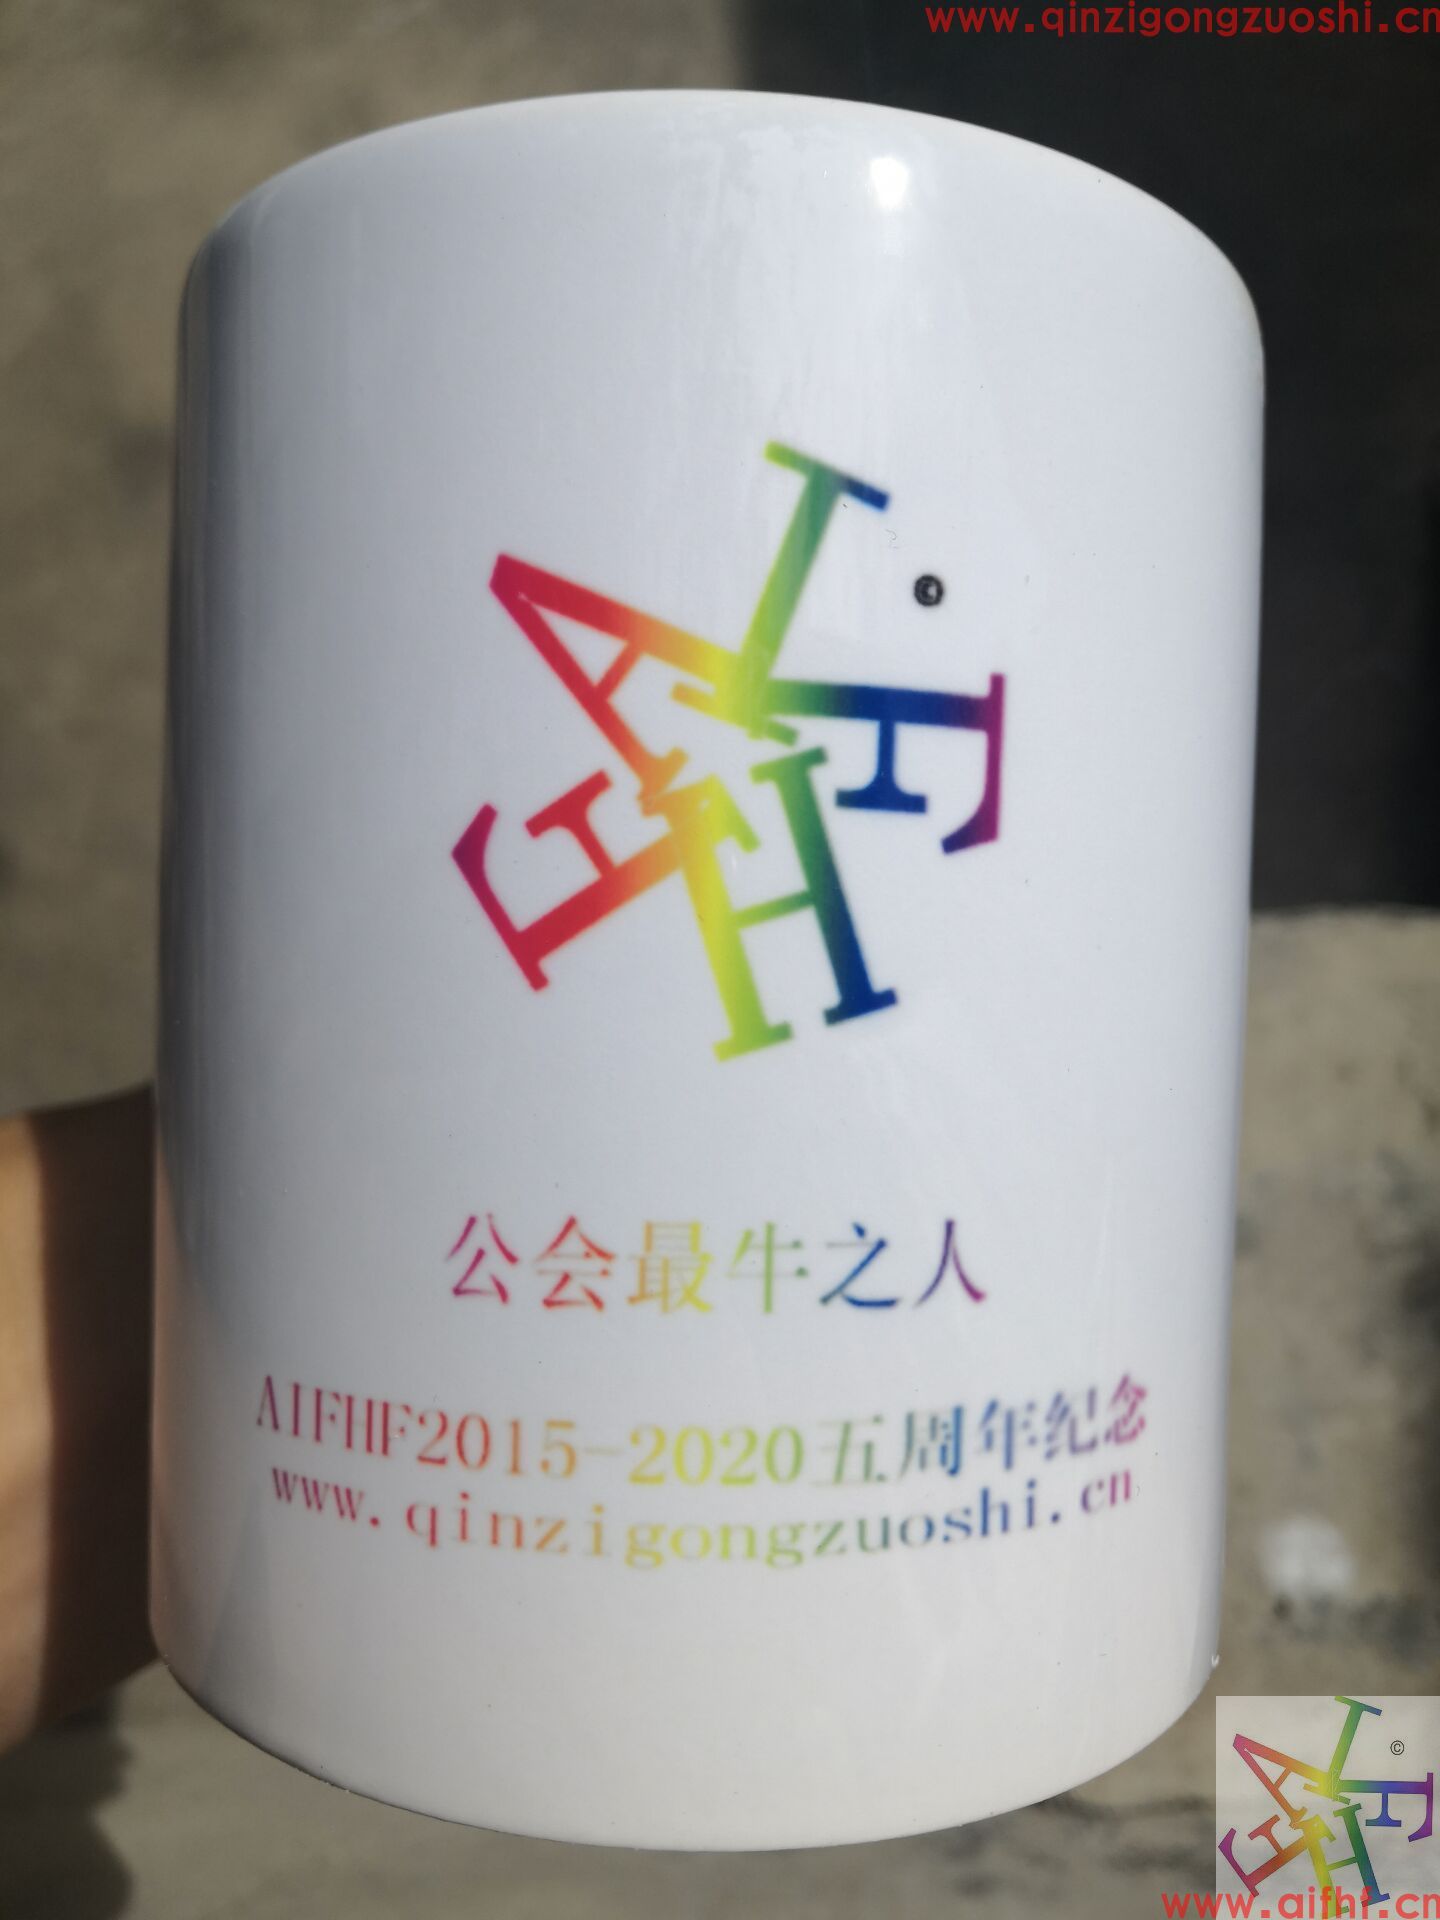 www.qinzigongzuoshi.cn
AIFHF
©
公会最牛之人
AIFHF2015-2020五周年纪念
www.qinzigongzuoshi.cn
AIFHF
©
www.aifhf.cn